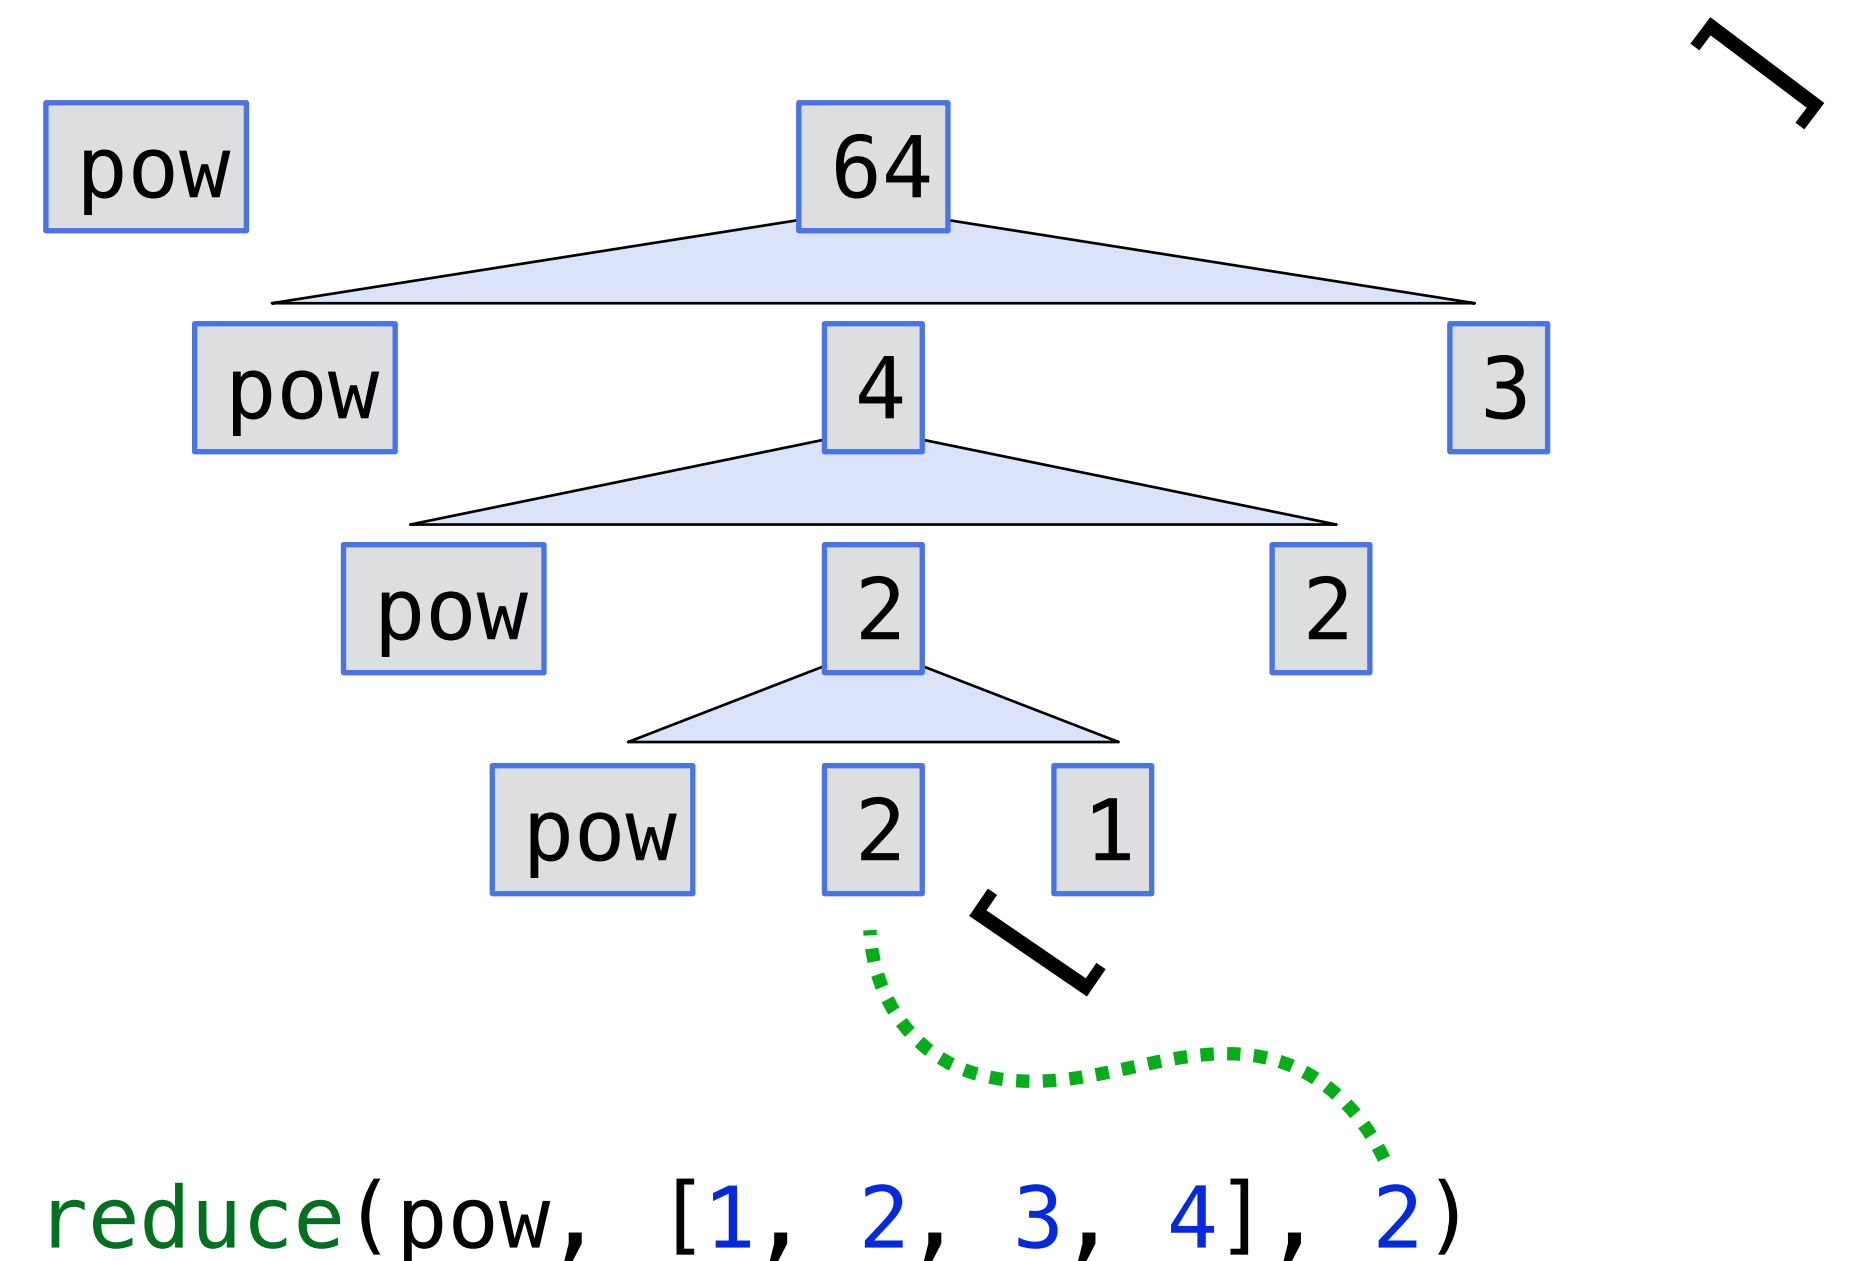 pow 64
pow 4 3
pow 2 2
pow 2 1
[
]
reduce(pow, [1, 2, 3, 4], 2)